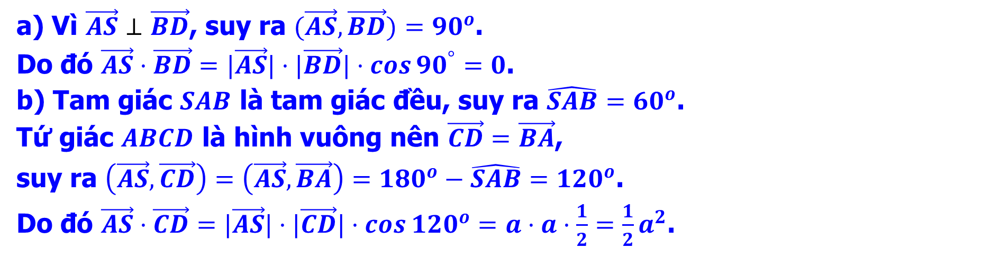 a) Vì $\overrightarrow{AS} \perp \overrightarrow{BD}$, suy ra $(\overrightarrow{AS}, \overrightarrow{BD}) = 90^o$.
Do đó $\overrightarrow{AS} \cdot \overrightarrow{BD} = |\overrightarrow{AS}| \cdot |\overrightarrow{BD}| \cdot cos 90^\circ = 0$.
b) Tam giác $SAB$ là tam giác đều, suy ra $\widehat{SAB} = 60^o$.
Tứ giác $ABCD$ là hình vuông nên $\overrightarrow{CD} = \overrightarrow{BA}$,
suy ra $(\overrightarrow{AS}, \overrightarrow{CD}) = (\overrightarrow{AS}, \overrightarrow{BA}) = 180^o - \widehat{SAB} = 120^o$.
Do đó $\overrightarrow{AS} \cdot \overrightarrow{CD} = |\overrightarrow{AS}| \cdot |\overrightarrow{CD}| \cdot cos 120^o = a \cdot a \cdot \frac{1}{2} = \frac{1}{2} a^2$.